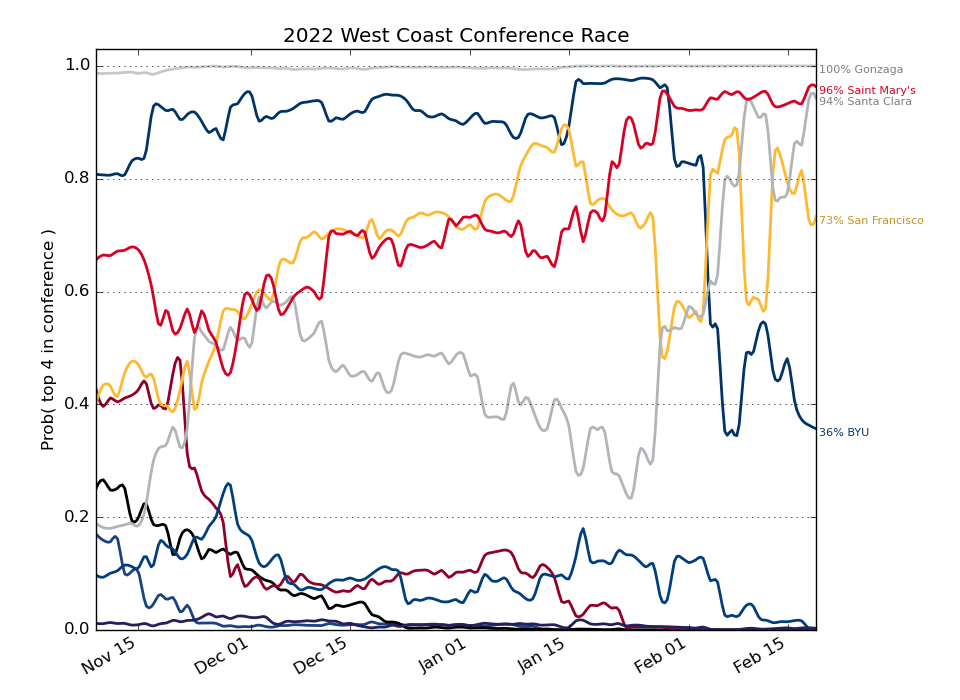 2022 West Coast Conference Race
Prob( top 4 in conference )
1.0
0.8
0.6
0.4
0.2
0.0
Nov 15
Dec 01
Dec 15
Jan 01
Jan 15
Feb 01
Feb 15
100% Gonzaga
96% Saint Mary's
94% Santa Clara
73% San Francisco
36% BYU